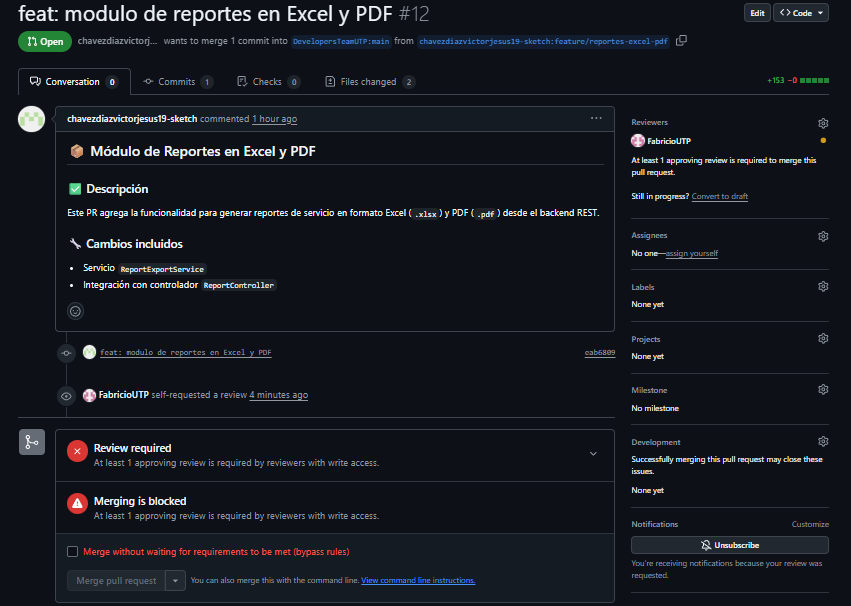 feat: modulo de reportes en Excel y PDF #12
Edit
Code
Open
chavezdiazvictorj... wants to merge 1 commit into DevelopersTeamUTP:main from chavezdiazvictorjesus19-sketch:feature/reportes-excel-pdf
Conversation 0
Commits 1
Checks 0
Files changed 2
+153 −0
chavezdiazvictorjesus19-sketch commented 1 hour ago
Módulo de Reportes en Excel y PDF
Descripción
Este PR agrega la funcionalidad para generar reportes de servicio en formato Excel (.xlsx) y PDF (.pdf) desde el backend REST.
Cambios incluidos
• Servicio ReportExportService
• Integración con controlador ReportController
feat: modulo de reportes en Excel y PDF
eab6809
FabricioUTP self-requested a review 4 minutes ago
Review required
At least 1 approving review is required by reviewers with write access.
Merging is blocked
At least 1 approving review is required by reviewers with write access.
Merge without waiting for requirements to be met (bypass rules)
Merge pull request
You can also merge this with the command line. View command line instructions.
Reviewers
FabricioUTP
At least 1 approving review is required to merge this
pull request.
Still in progress? Convert to draft
Assignees
No one—assign yourself
Labels
None yet
Projects
None yet
Milestone
No milestone
Development
Successfully merging this pull request may close these
issues.
None yet
Notifications
Customize
Unsubscribe
You're receiving notifications because your review was
requested.